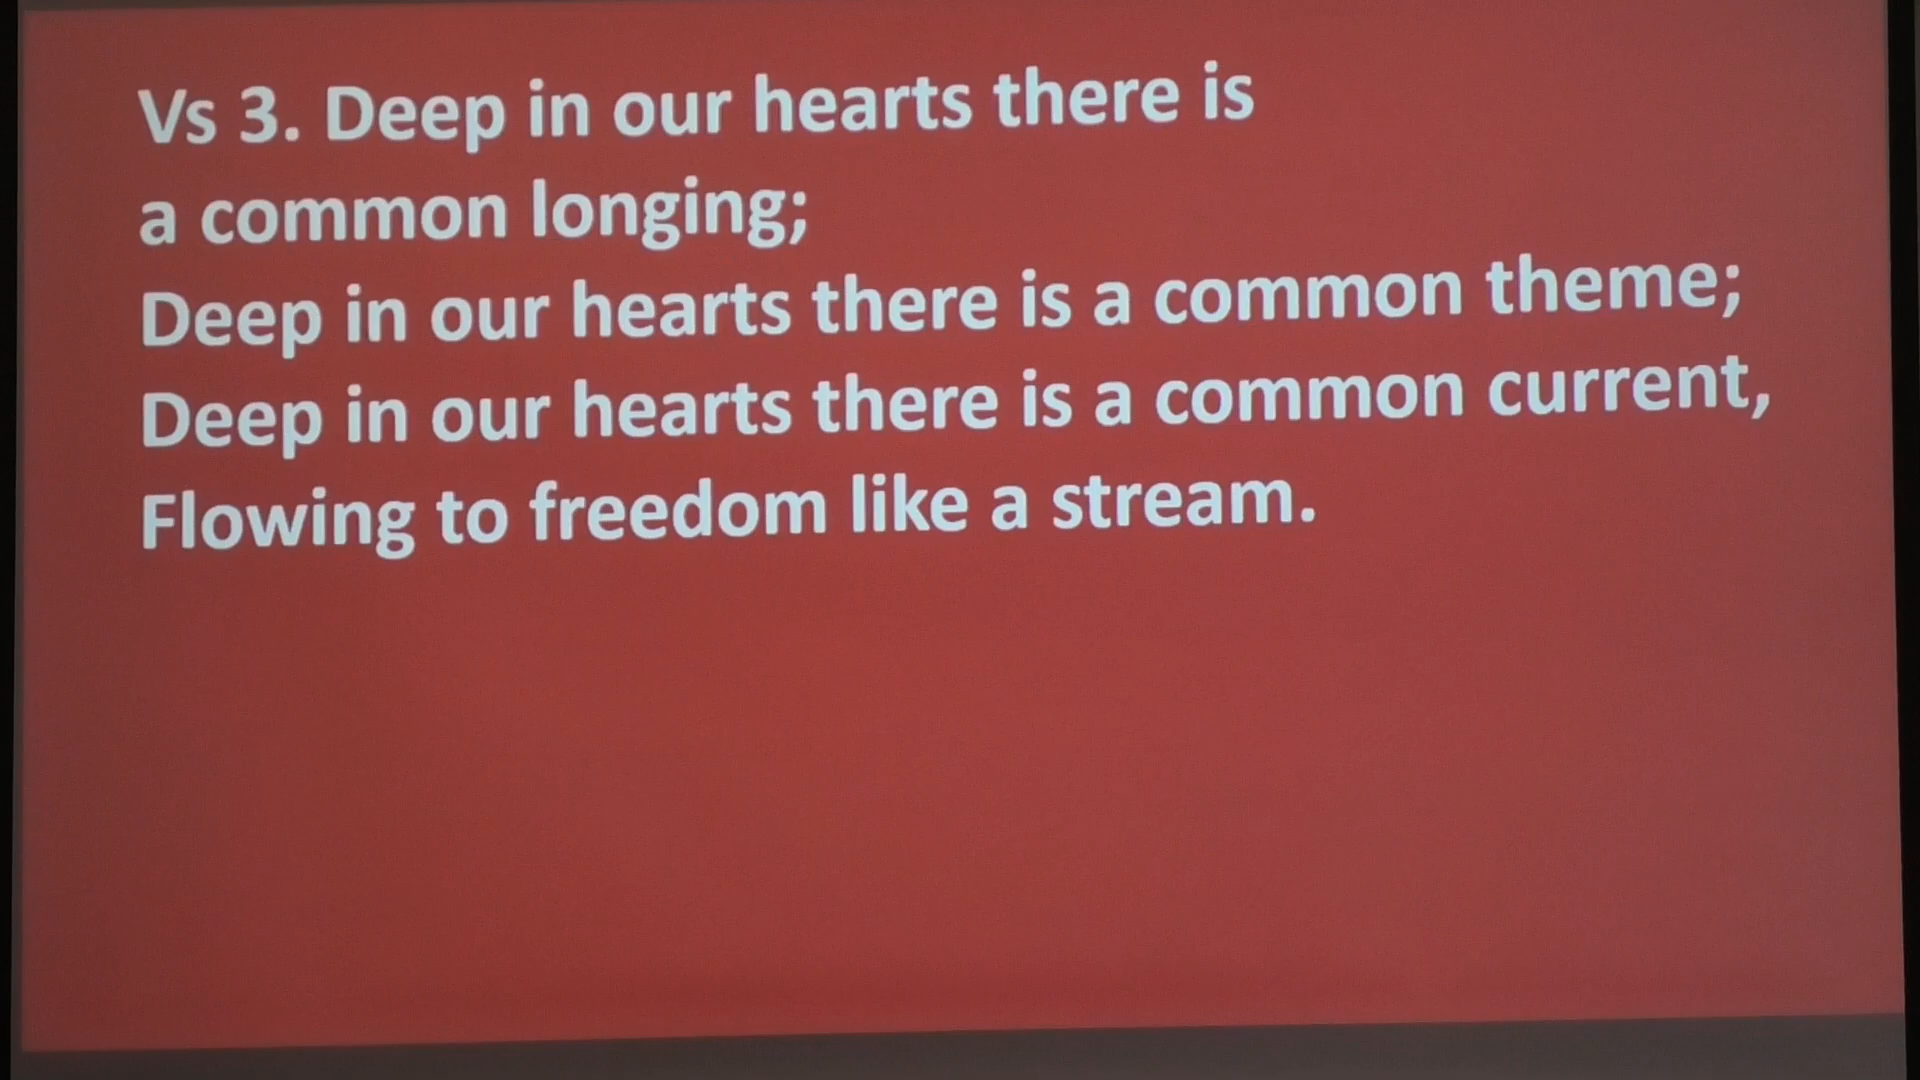 Vs 3. Deep in our hearts there is
a common longing;
Deep in our hearts there is a common theme;
Deep in our hearts there is a common current,
Flowing to freedom like a stream.